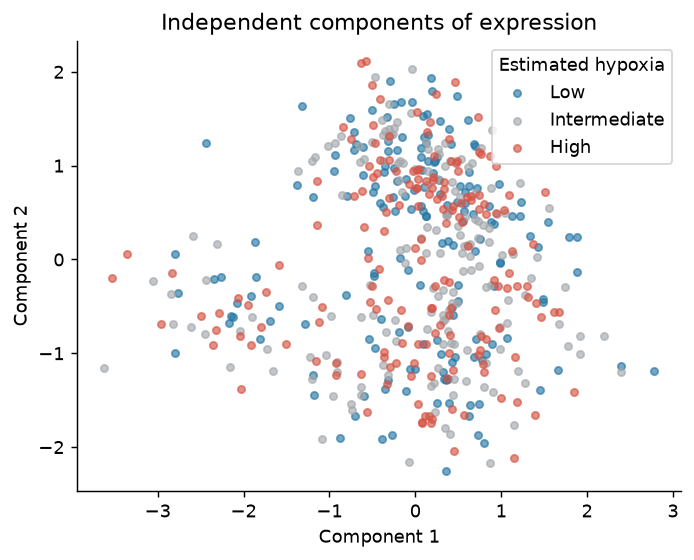 Independent components of expression
Estimated hypoxia
Low
Intermediate
High
Component 2
2
1
0
−1
−2
−3
−2
−1
0
1
2
3
Component 1